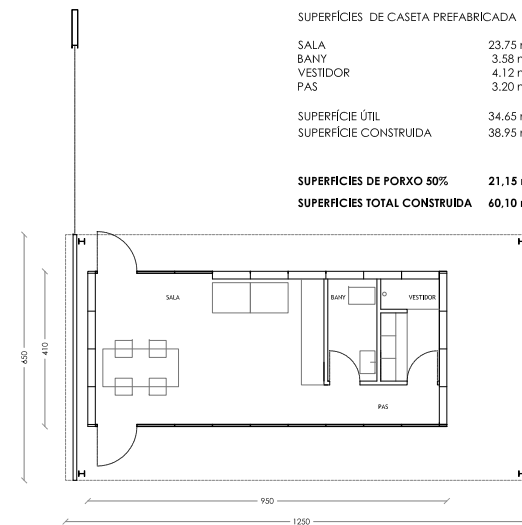 SUPERFÍCIES DE CASETA PREFABRICADA
SALA 23.75
BANY 3.58
VESTIDOR 4.12
PAS 3.20
SUPERFÍCIE ÚTIL 34.65
SUPERFÍCIE CONSTRUIDA 38.95
SUPERFÍCIES DE PORXO 50% 21,15
SUPERFÍCIES TOTAL CONSTRUÏDA 60,10
SALA
BANY
VESTIDOR
PAS
650
410
950
1250